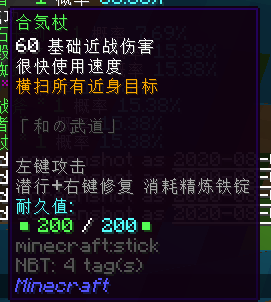 合気杖
60 基础近战伤害
很快使用速度
横扫所有近身目标
「和の武道」
左键攻击
潜行+右键修复 消耗精炼铁锭
耐久值:
■ 200 / 200 ■
minecraft:stick
NBT: 4 tag(s)
Minecraft